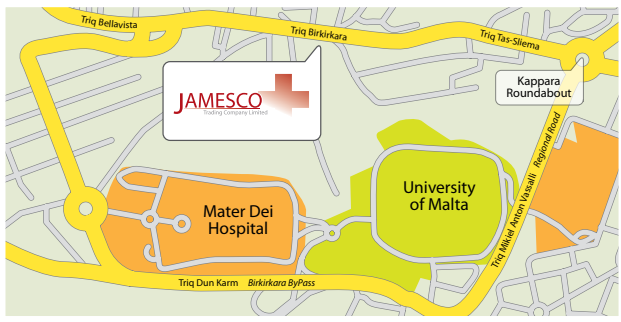 Triq Bellavista
Triq Birkirkara
Triq Tas-Sliema
Kappara
Roundabout
JAMESCO
Trading Company Limited
Regional Road
Triq Mikiel Anton Vassalli
University
of Malta
Mater Dei
Hospital
Triq Dun Karm Birkirkara ByPass